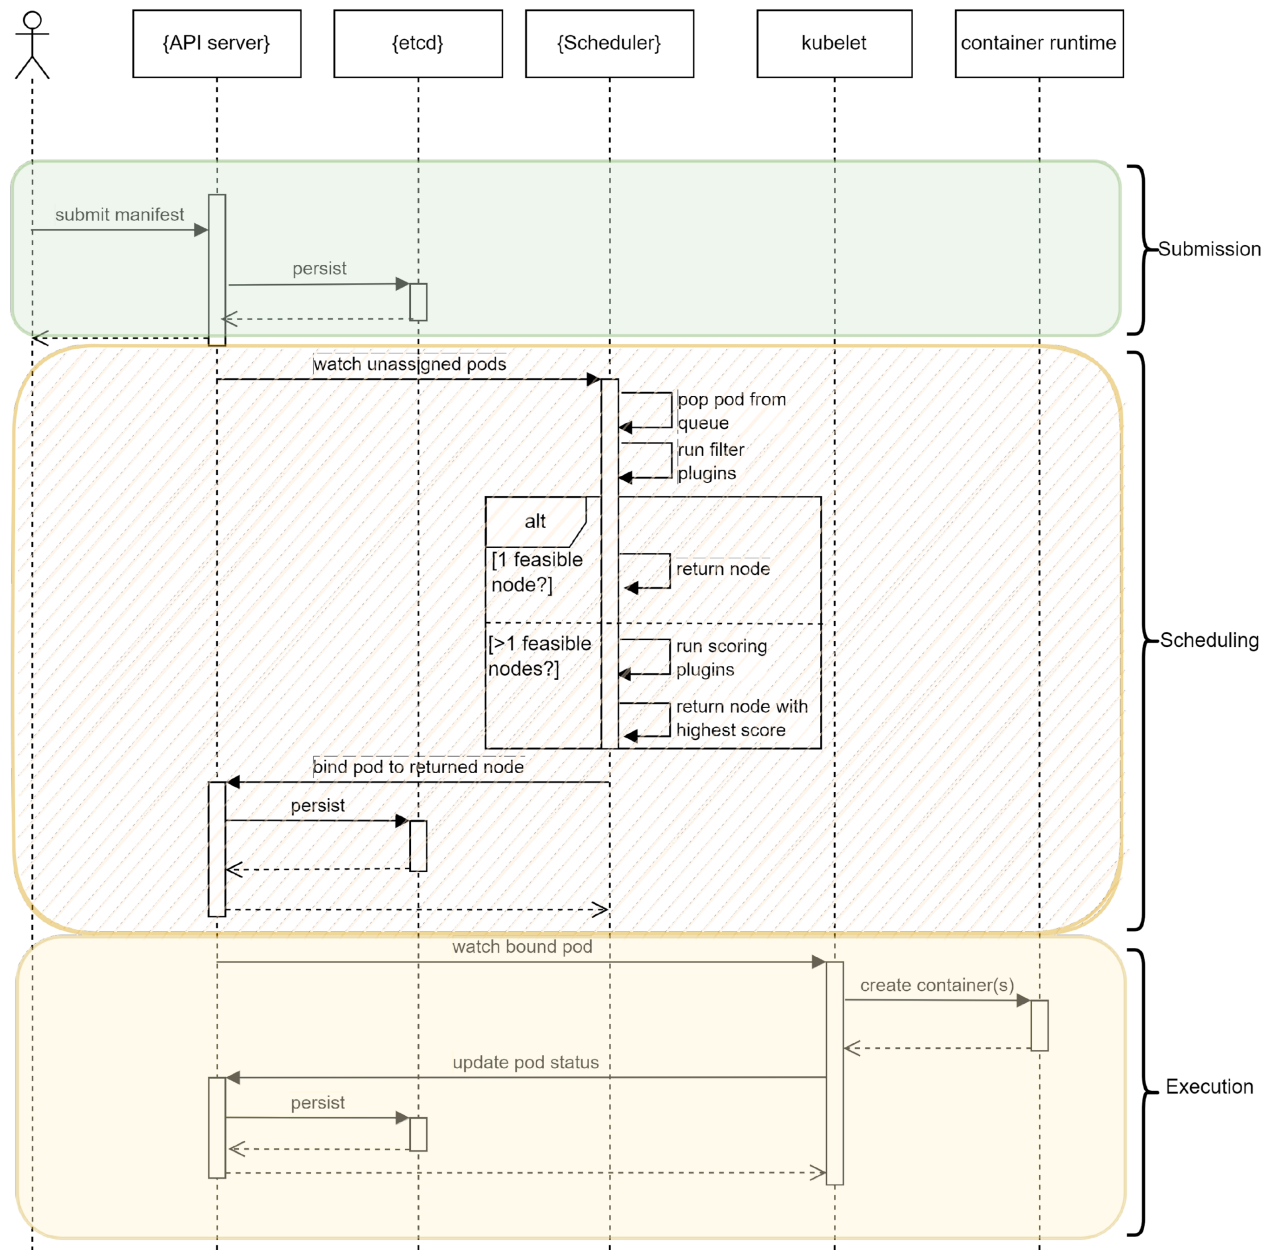 {API server}
{etcd}
{Scheduler}
kubelet
container runtime
submit manifest
persist
Submission
watch unassigned pods
pop pod from
queue
run filter
plugins
alt
[1 feasible
node?]
return node
[>1 feasible
nodes?]
run scoring
plugins
return node with
highest score
Scheduling
bind pod to returned node
persist
watch bound pod
create container(s)
update pod status
persist
Execution